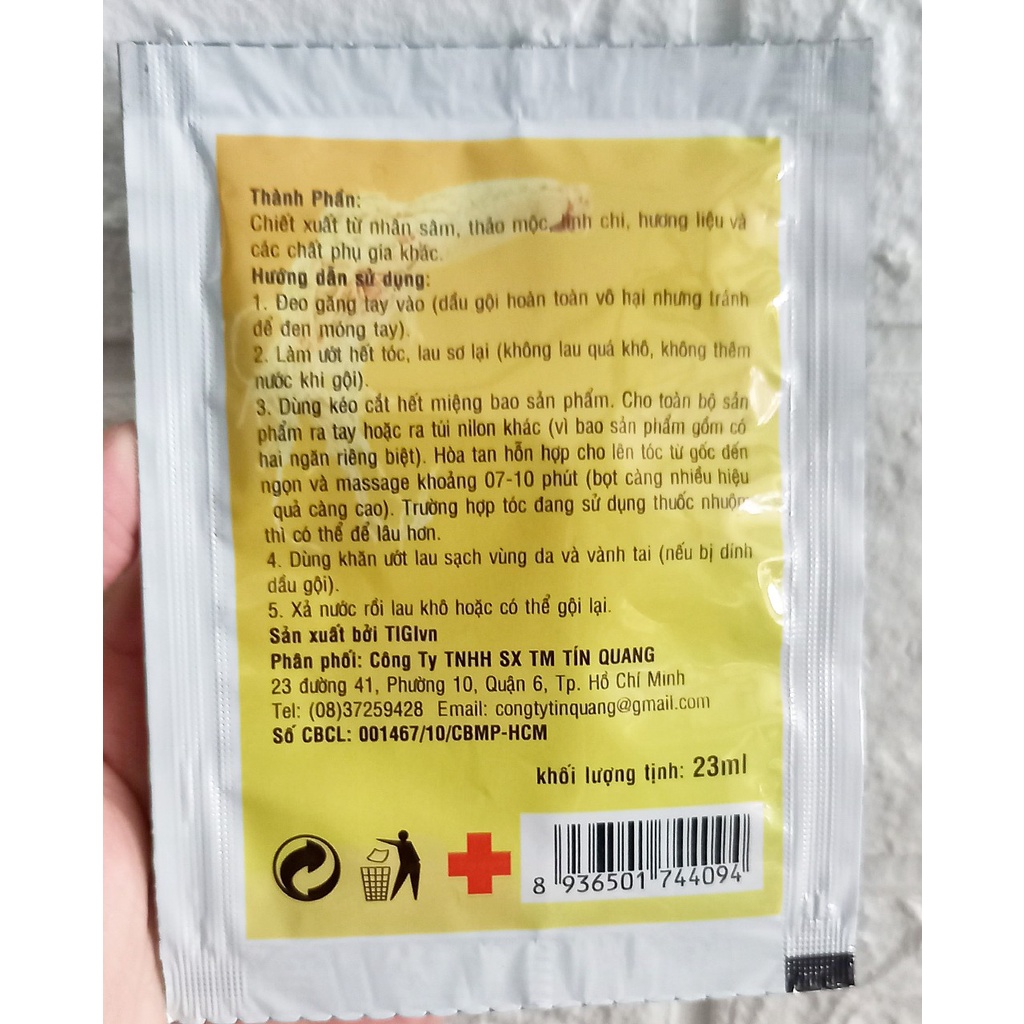 Thành Phần:
Chiết xuất từ nhân sâm, thảo mộc, linh chi, hương liệu và
các chất phụ gia khác.
Hướng dẫn sử dụng:
1. Đeo găng tay vào (dầu gội hoàn toàn vô hại nhưng tránh
để đen móng tay).
2. Làm ướt hết tóc, lau sơ lại (không lau quá khô, không thêm
nước khi gội).
3. Dùng kéo cắt hết miệng bao sản phẩm. Cho toàn bộ sản
phẩm ra tay hoặc ra túi nilon khác (vì bao sản phẩm gồm có
hai ngăn riêng biệt). Hòa tan hỗn hợp cho lên tóc từ gốc đến
ngọn và massage khoảng 07-10 phút (bọt càng nhiều hiệu
quả càng cao). Trường hợp tóc đang sử dụng thuốc nhuộm
thì có thể để lâu hơn.
4. Dùng khăn ướt lau sạch vùng da và vành tai (nếu bị dính
dầu gội).
5. Xả nước rồi lau khô hoặc có thể gội lại.
Sản xuất bởi TIGIvn
Phân phối: Công Ty TNHH SX TM TÍN QUANG
23 đường 41, Phường 10, Quận 6, Tp. Hồ Chí Minh
Tel: (08)37259428 Email: congtytinquang@gmail.com
Số CBCL: 001467/10/CBMP-HCM
khối lượng tịnh: 23ml
8 936501 744094